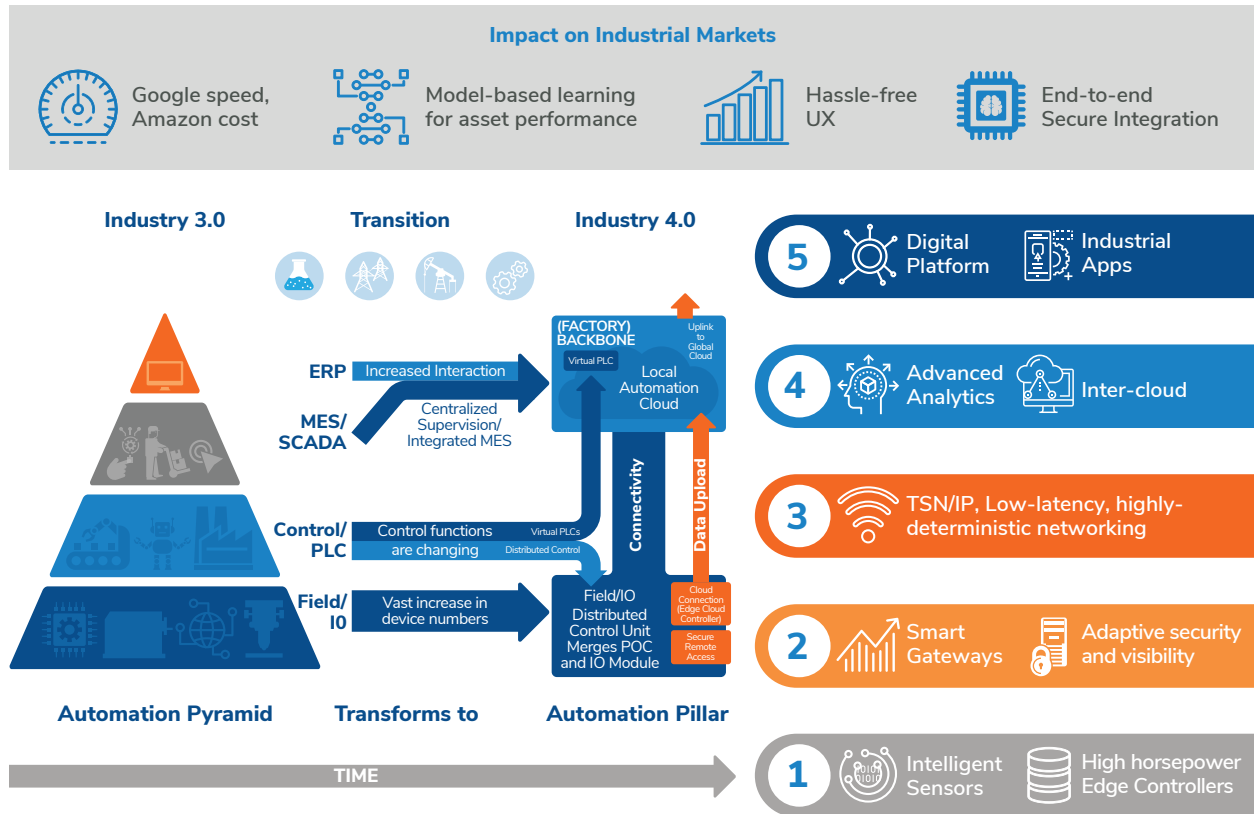 Impact on Industrial Markets
Google speed,
Amazon cost
Model-based learning
for asset performance
Hassle-free
UX
End-to-end
Secure Integration
Industry 3.0
Transition
Industry 4.0
ERP
Increased Interaction
MES/
SCADA
Centralized
Supervision/
Integrated MES
Control/
PLC
Control functions
Virtual PLCs
are changing
Distributed Control
Field/
I0
Vast increase in
device numbers
(FACTORY)
BACKBONE
Virtual PLC
Uplink
to
Global
Cloud
Local
Automation
Cloud
Connectivity
Data Upload
Field/IO
Distributed
Control Unit
Merges POC
and IO Module
Cloud
Connection
(Edge Cloud
Controller)
Secure
Remote
Access
Automation Pyramid
Transforms to
Automation Pillar
TIME
5
Digital
Platform
Industrial
Apps
4
Advanced
Analytics
Inter-cloud
3
TSN/IP, Low-latency, highly-
deterministic networking
2
Smart
Gateways
Adaptive security
and visibility
1
Intelligent
Sensors
High horsepower
Edge Controllers